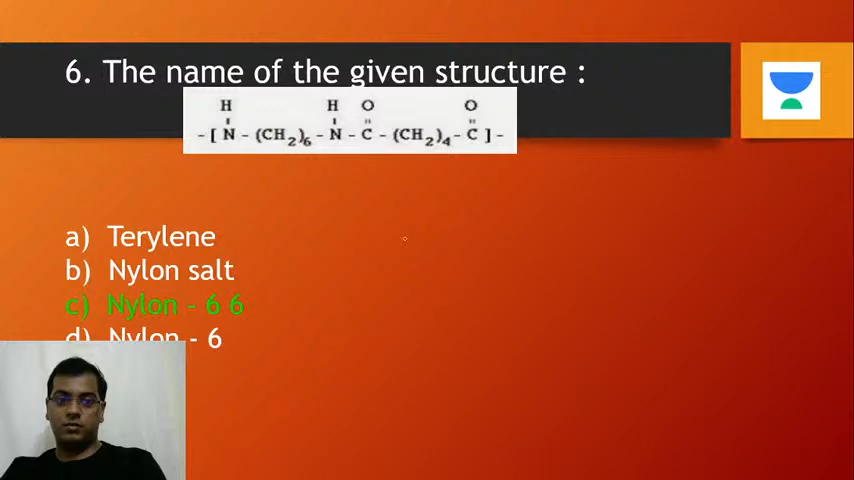 6. The name of the given structure :
H H O O
-[ N - (CH2)6 - N - C - (CH2)4 - C ] -
a) Terylene
b) Nylon salt
c) Nylon - 6 6
d) Nylon - 6